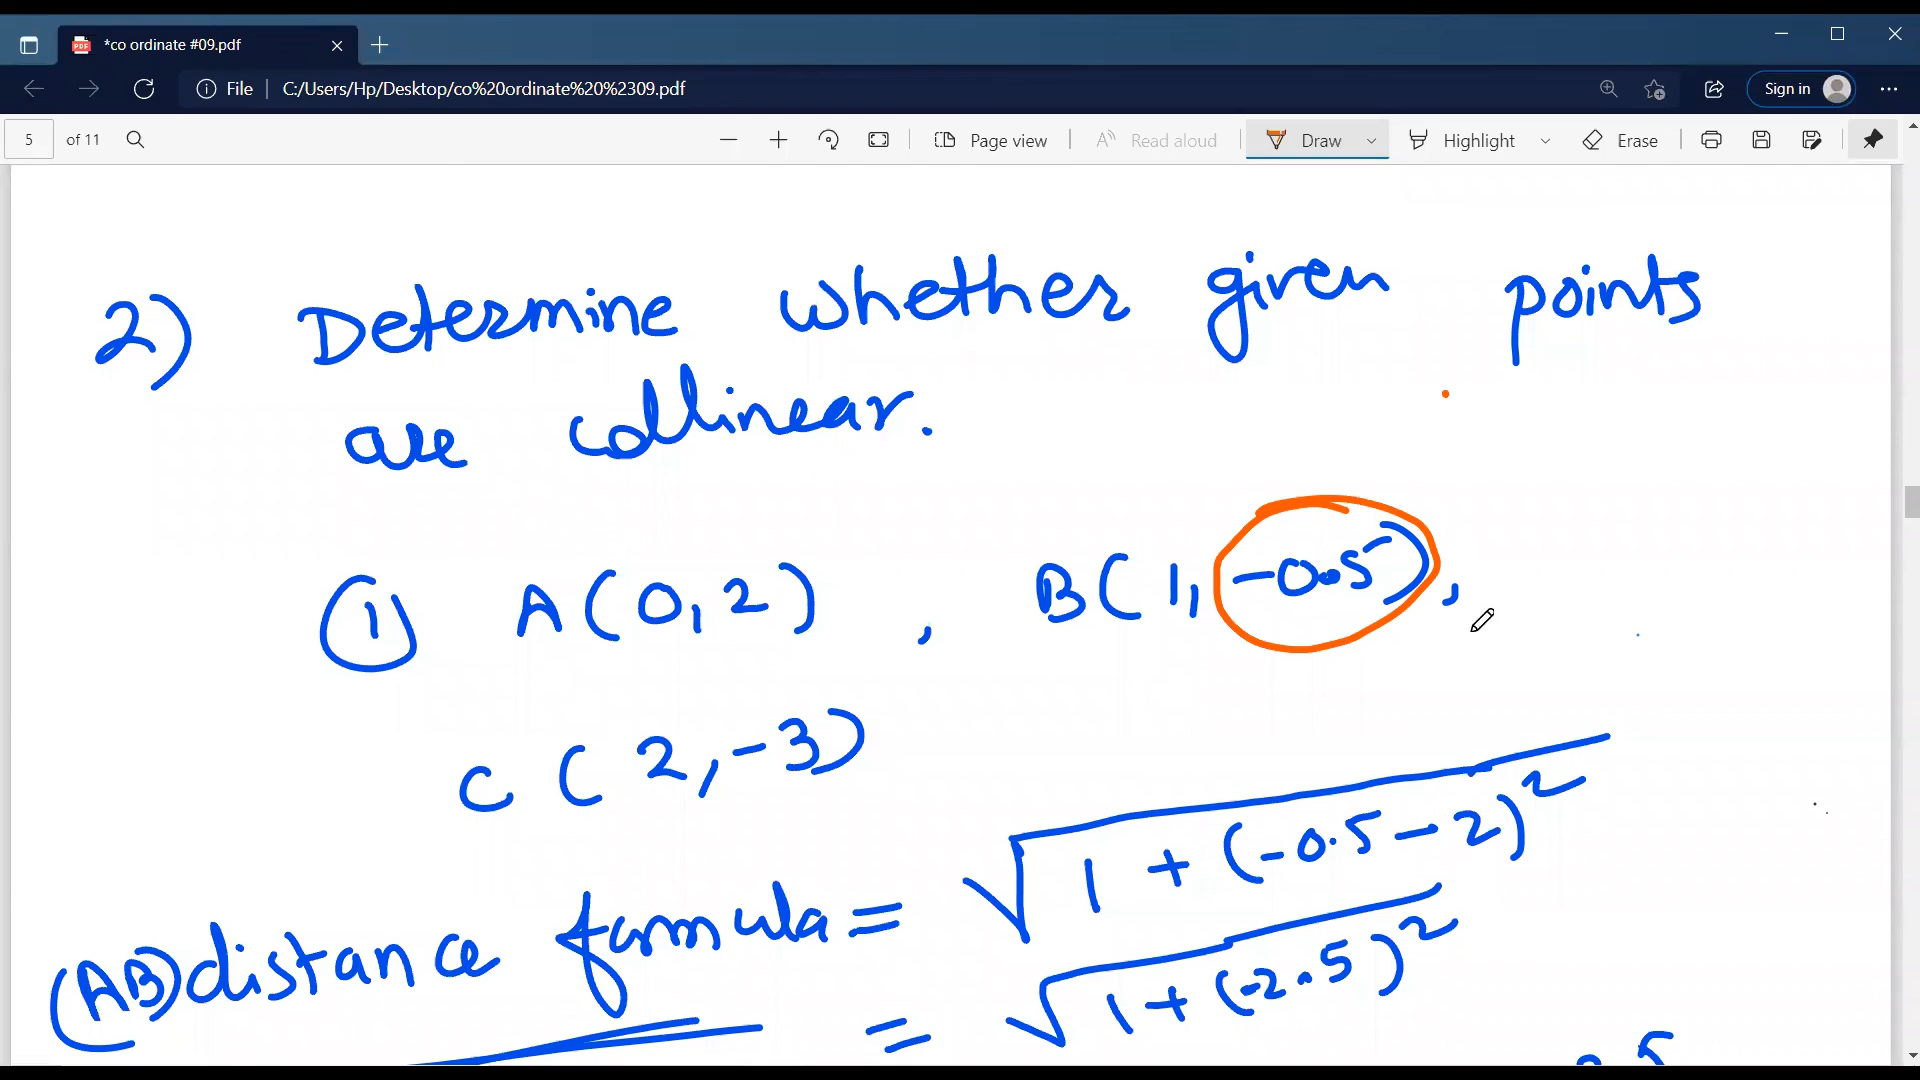 *co ordinate #09.pdf
File C:/Users/Hp/Desktop/co%20ordinate%20%2309.pdf Sign in
5 of 11 Page view Read aloud Draw Highlight Erase
2) Determine whether given points
are collinear.
① A(0,2) , B(1,-0.5) ,
C(2,-3)
(AB) distance formula = √1+(-0.5-2)²
= √1+(-2.5)²